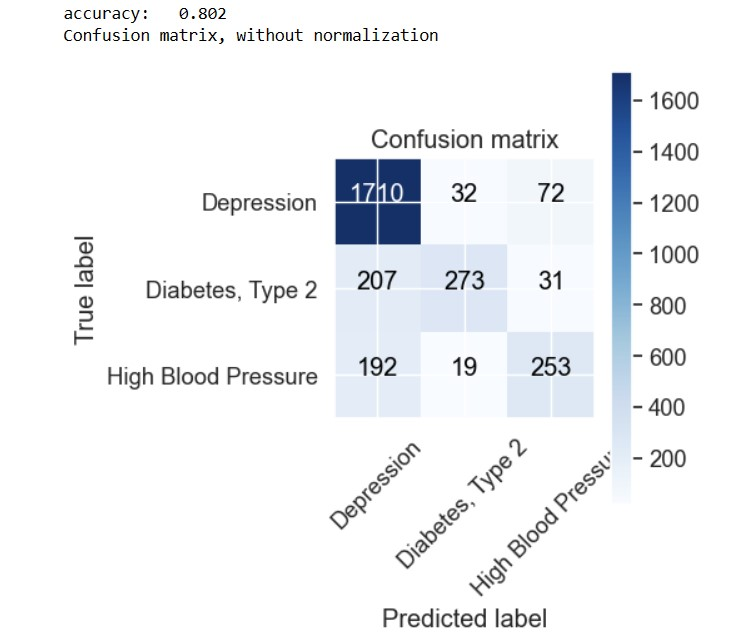 accuracy:   0.802
Confusion matrix, without normalization
Confusion matrix
True label
Depression
Diabetes, Type 2
High Blood Pressure
1710 32 72
207 273 31
192 19 253
1600
1400
1200
1000
800
600
400
200
Depression
Diabetes, Type 2
High Blood Pressu
Predicted label